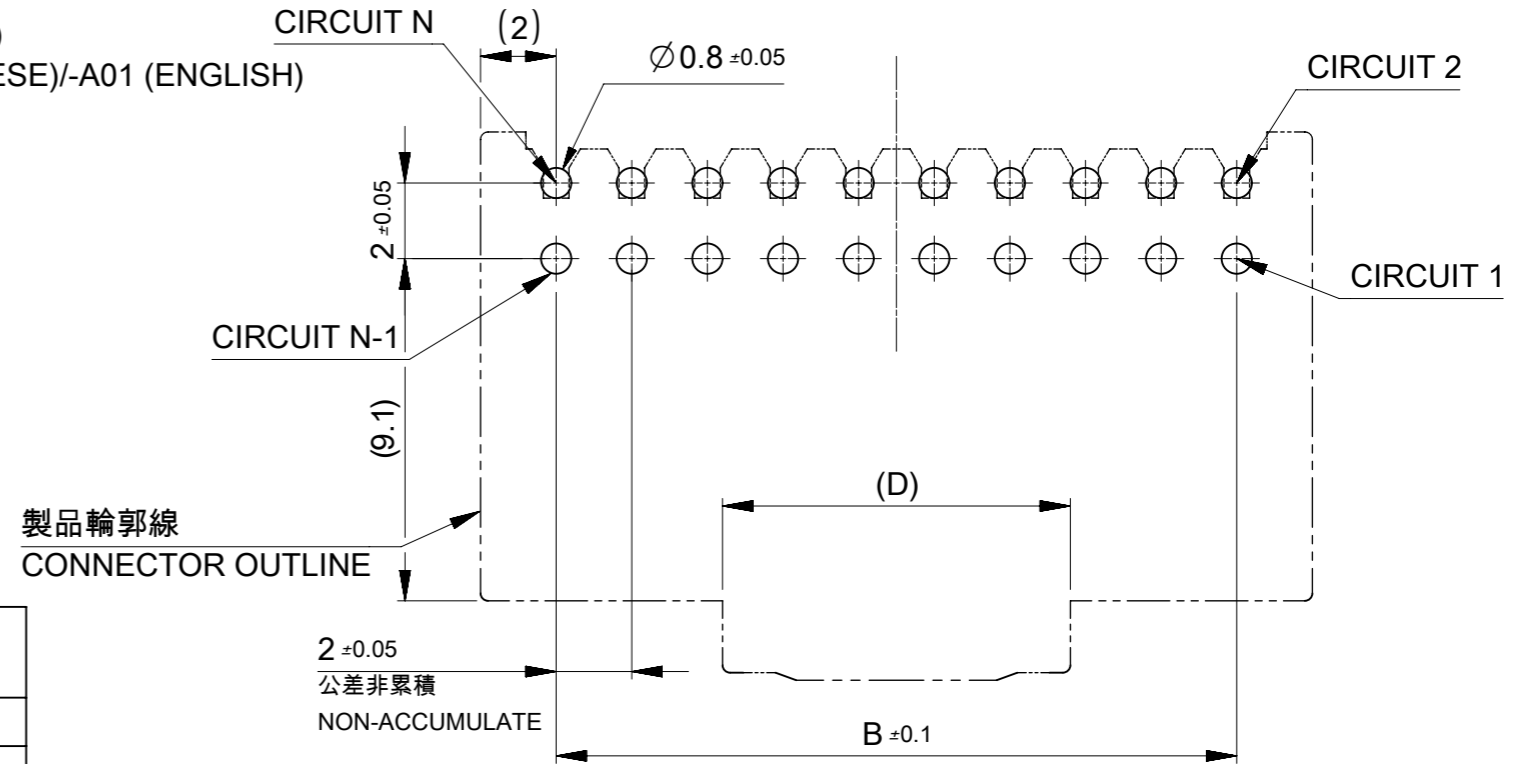 CIRCUIT N
(2)
)
ESE)/-A01 (ENGLISH)
∅0.8 ±0.05
CIRCUIT 2
2 ±0.05
CIRCUIT 1
CIRCUIT N-1
(9.1)
(D)
製品輪郭線
CONNECTOR OUTLINE
2 ±0.05
公差非累積
NON-ACCUMULATE
B ±0.1